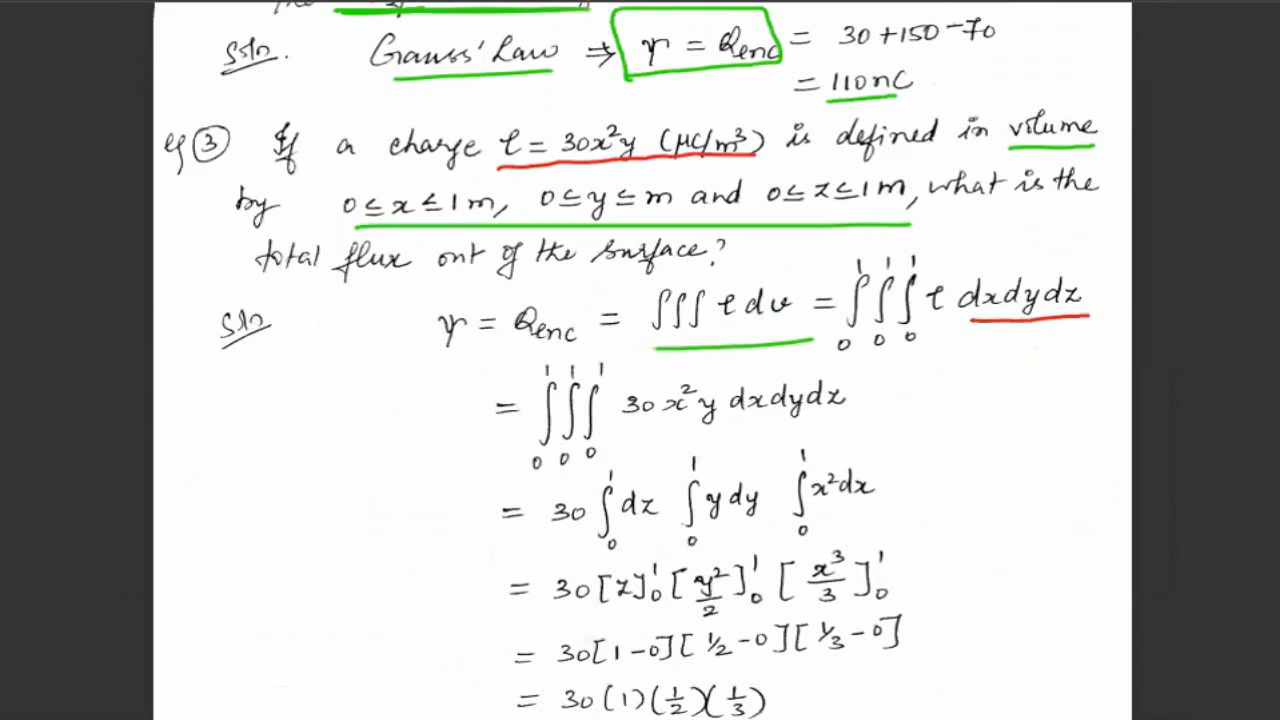 Soln. Gauss' Law ⇒ ψ = Qenc = 30 + 150 - 70
= 110nC
eg ③ If a charge ρ = 30x²y (μC/m³) is defined in volume
by 0 ≤ x ≤ 1m, 0 ≤ y ≤ m and 0 ≤ z ≤ 1m, what is the
total flux out of the surface?
Soln ψ = Qenc = ∫∫∫ ρ dv = ∫₀¹ ∫₀¹ ∫₀¹ ρ dxdydz
= ∫₀¹ ∫₀¹ ∫₀¹ 30x²y dxdydz
= 30 ∫₀¹ dz ∫₀¹ y dy ∫₀¹ x² dx
= 30 [z]₀¹ [y²/2]₀¹ [x³/3]₀¹
= 30 [1-0] [1/2 - 0] [1/3 - 0]
= 30 (1) (1/2) (1/3)